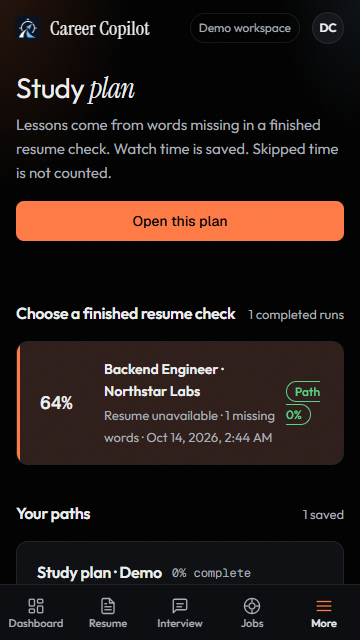 Career Copilot
Demo workspace
DC
Study plan
Lessons come from words missing in a finished
resume check. Watch time is saved. Skipped time
is not counted.
Open this plan
Choose a finished resume check
1 completed runs
64%
Backend Engineer ·
Northstar Labs
Resume unavailable · 1 missing
words · Oct 14, 2026, 2:44 AM
Path
0%
Your paths
1 saved
Study plan · Demo
0% complete
Dashboard
Resume
Interview
Jobs
More